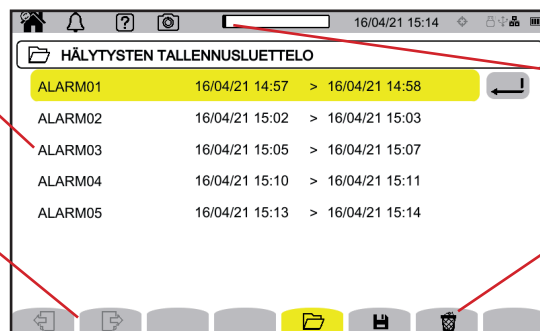 16/04/21 15:14
HÄLYTYSTEN TALLENNUSLUETTELO
ALARM01 16/04/21 14:57 > 16/04/21 14:58
ALARM02 16/04/21 15:02 > 16/04/21 15:03
ALARM03 16/04/21 15:05 > 16/04/21 15:07
ALARM04 16/04/21 15:10 > 16/04/21 15:11
ALARM05 16/04/21 15:13 > 16/04/21 15:14